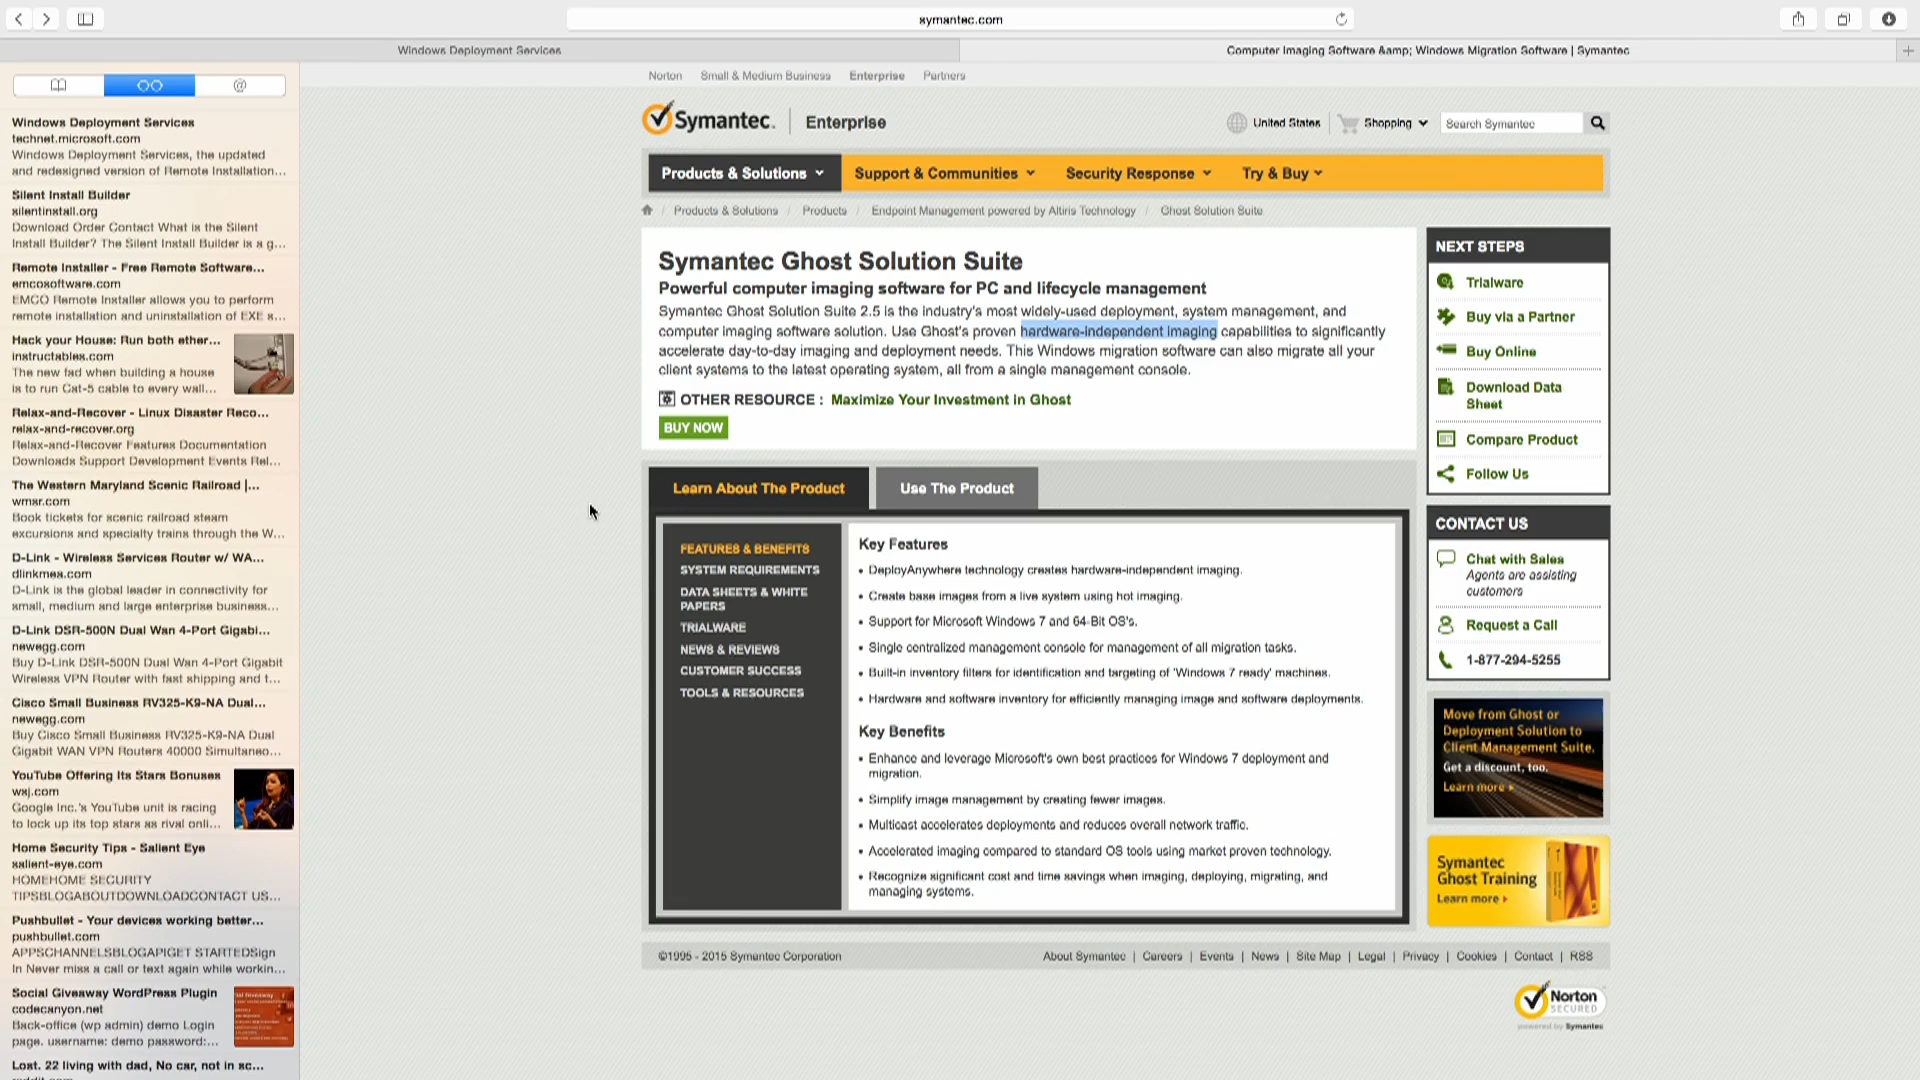 symantec.com
Windows Deployment Services
Computer Imaging Software &amp; Windows Migration Software | Symantec
@
Windows Deployment Services
technet.microsoft.com
Windows Deployment Services, the updated
and redesigned version of Remote Installation...
Silent Install Builder
silentinstall.org
Download Order Contact What is the Silent
Install Builder? The Silent Install Builder is a g...
Remote Installer - Free Remote Software...
emcosoftware.com
EMCO Remote Installer allows you to perform
remote installation and uninstallation of EXE s...
Hack your House: Run both ether...
instructables.com
The new fad when building a house
is to run Cat-5 cable to every wall...
Relax-and-Recover - Linux Disaster Reco...
relax-and-recover.org
Relax-and-Recover Features Documentation
Downloads Support Development Events Rel...
The Western Maryland Scenic Railroad |...
wmsr.com
Book tickets for scenic railroad steam
excursions and specialty trains through the W...
D-Link - Wireless Services Router w/ WA...
dlinkmea.com
D-Link is the global leader in connectivity for
small, medium and large enterprise business...
D-Link DSR-500N Dual Wan 4-Port Gigabi...
newegg.com
Buy D-Link DSR-500N Dual Wan 4-Port Gigabit
Wireless VPN Router with fast shipping and t...
Cisco Small Business RV325-K9-NA Dual...
newegg.com
Buy Cisco Small Business RV325-K9-NA Dual
Gigabit WAN VPN Routers 40000 Simultaneo...
YouTube Offering Its Stars Bonuses
wsj.com
Google Inc.'s YouTube unit is racing
to lock up its top stars as rival onli...
Home Security Tips - Salient Eye
salient-eye.com
HOMEHOME SECURITY
TIPSBLOGABOUTDOWNLOADCONTACT US...
Pushbullet - Your devices working better...
pushbullet.com
APPSCHANNELSBLOGAPIGET STARTEDSign
In Never miss a call or text again while workin...
Social Giveaway WordPress Plugin
codecanyon.net
Back-office (wp admin) demo Login
page. username: demo password:...
Lost. 22 living with dad, No car, not in sc...
Norton Small & Medium Business Enterprise Partners
Symantec. Enterprise
United States Shopping Search Symantec
Products & Solutions Support & Communities Security Response Try & Buy
/ Products & Solutions / Products / Endpoint Management powered by Altiris Technology / Ghost Solution Suite
Symantec Ghost Solution Suite
Powerful computer imaging software for PC and lifecycle management
Symantec Ghost Solution Suite 2.5 is the industry's most widely-used deployment, system management, and
computer imaging software solution. Use Ghost's proven hardware-independent imaging capabilities to significantly
accelerate day-to-day imaging and deployment needs. This Windows migration software can also migrate all your
client systems to the latest operating system, all from a single management console.
OTHER RESOURCE : Maximize Your Investment in Ghost
BUY NOW
Learn About The Product Use The Product
FEATURES & BENEFITS
SYSTEM REQUIREMENTS
DATA SHEETS & WHITE
PAPERS
TRIALWARE
NEWS & REVIEWS
CUSTOMER SUCCESS
TOOLS & RESOURCES
Key Features
• DeployAnywhere technology creates hardware-independent imaging.
• Create base images from a live system using hot imaging.
• Support for Microsoft Windows 7 and 64-Bit OS's.
• Single centralized management console for management of all migration tasks.
• Built-in inventory filters for identification and targeting of 'Windows 7 ready' machines.
• Hardware and software inventory for efficiently managing image and software deployments.
Key Benefits
• Enhance and leverage Microsoft's own best practices for Windows 7 deployment and
migration.
• Simplify image management by creating fewer images.
• Multicast accelerates deployments and reduces overall network traffic.
• Accelerated imaging compared to standard OS tools using market proven technology.
• Recognize significant cost and time savings when imaging, deploying, migrating, and
managing systems.
NEXT STEPS
Trialware
Buy via a Partner
Buy Online
Download Data
Sheet
Compare Product
Follow Us
CONTACT US
Chat with Sales
Agents are assisting
customers
Request a Call
1-877-294-5255
Move from Ghost or
Deployment Solution to
Client Management Suite.
Get a discount, too.
Learn more
Symantec
Ghost Training
Learn more
©1995 - 2015 Symantec Corporation
About Symantec | Careers | Events | News | Site Map | Legal | Privacy | Cookies | Contact | RSS
Norton
SECURED
powered by Symantec